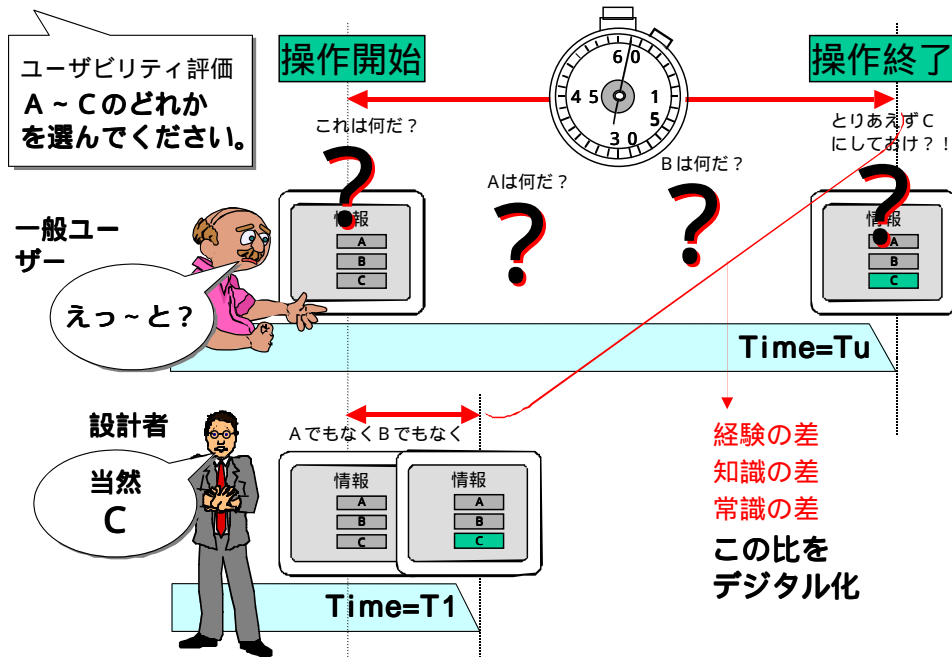 ユーザビリティ評価
A～Cのどれか
を選んでください。
操作開始
操作終了
60
45
1
5
30
これは何だ？
Aは何だ？
Bは何だ？
とりあえずC
にしておけ？！
?
?
?
?
一般ユー
ザー
えっ～と？
情報
A
B
C
情報
A
B
C
Time=Tu
設計者
当然
C
AでもなくBでもなく
情報
A
B
C
情報
A
B
C
Time=T1
経験の差
知識の差
常識の差
この比を
デジタル化